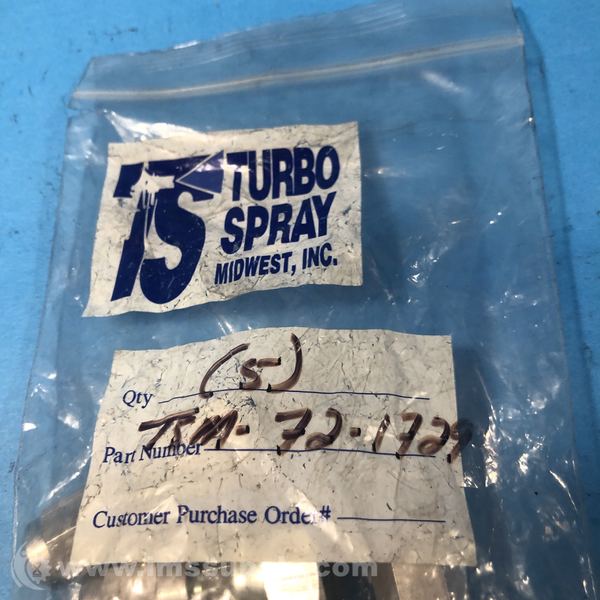 TS TURBO
SPRAY
MIDWEST, INC.
Qty (5)
Part Number TSM-72-1729
Customer Purchase Order#